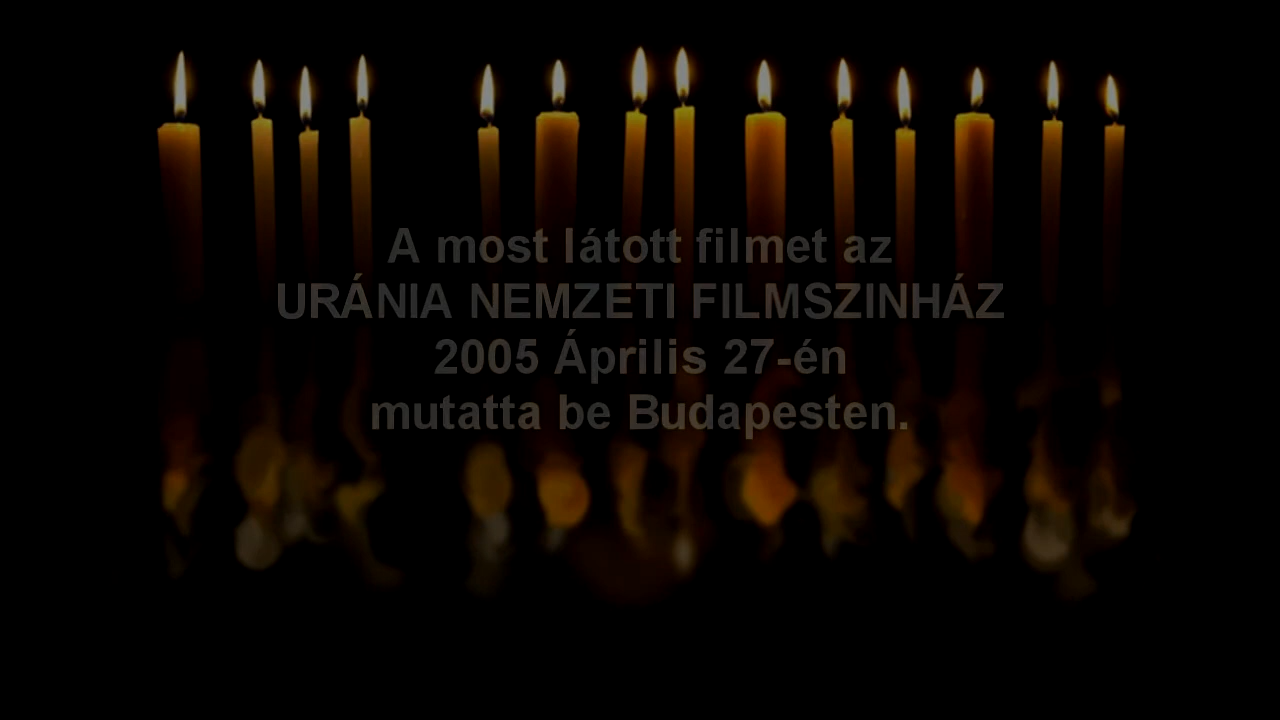 A most látott filmet az
URÁNIA NEMZETI FILMSZINHÁZ
2005 Április 27-én
mutatta be Budapesten.